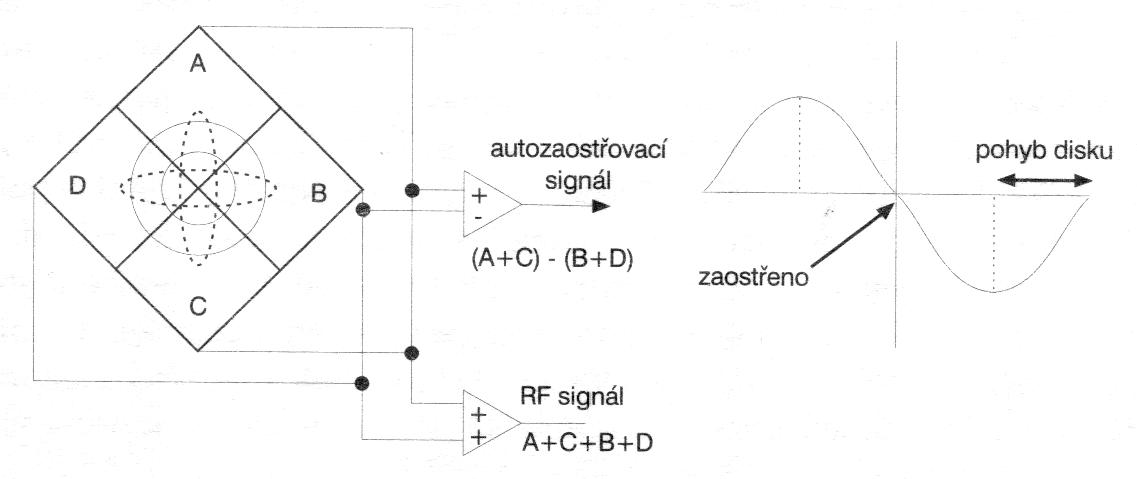 A
D
B
C
autozaostřovací
signál
+
-
(A+C) - (B+D)
RF signál
+
+
A+C+B+D
pohyb disku
zaostřeno